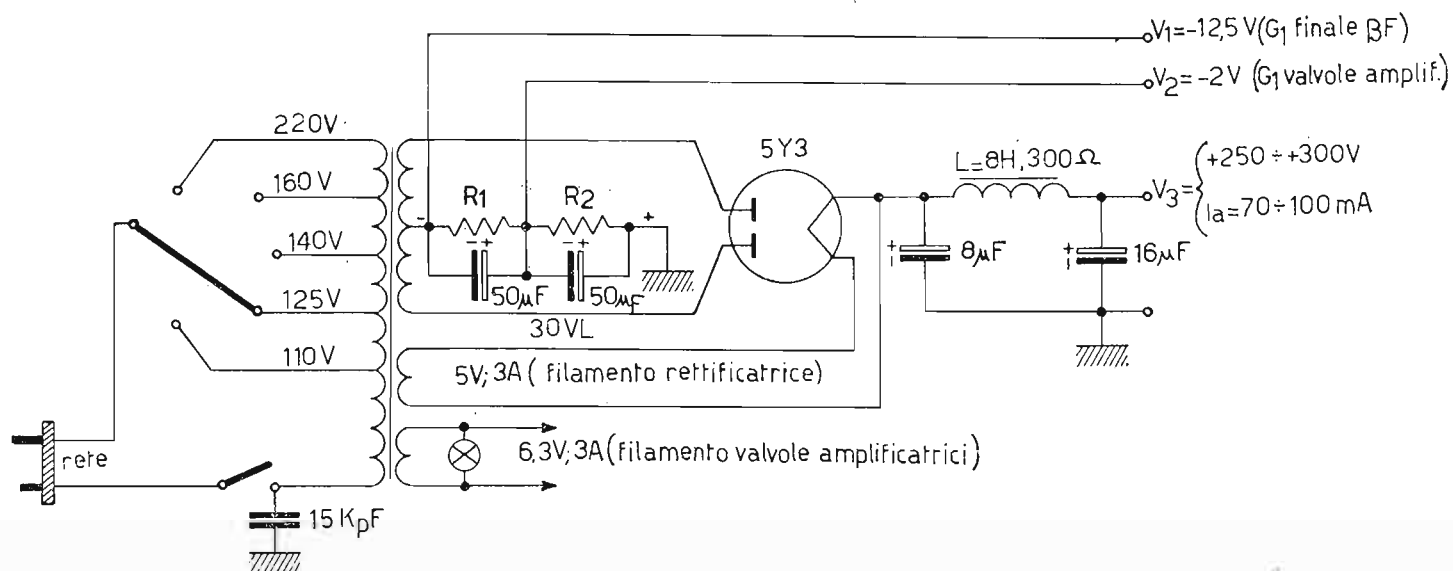 V1=-12,5 V(G1 finale BF)
V2= -2V (G1 valvole amplif.)
220V
160V
140V
125V
110V
R1
R2
- +
- +
- +
50μF
50μF
30VL
5Y3
L=8H,300Ω
V3= +250 ÷ +300V
Ia=70÷100 mA
+
-
8μF
+
-
16μF
5V; 3A ( filamento rettificatrice)
6,3V; 3A (filamento valvole amplificatrici)
rete
15 KpF